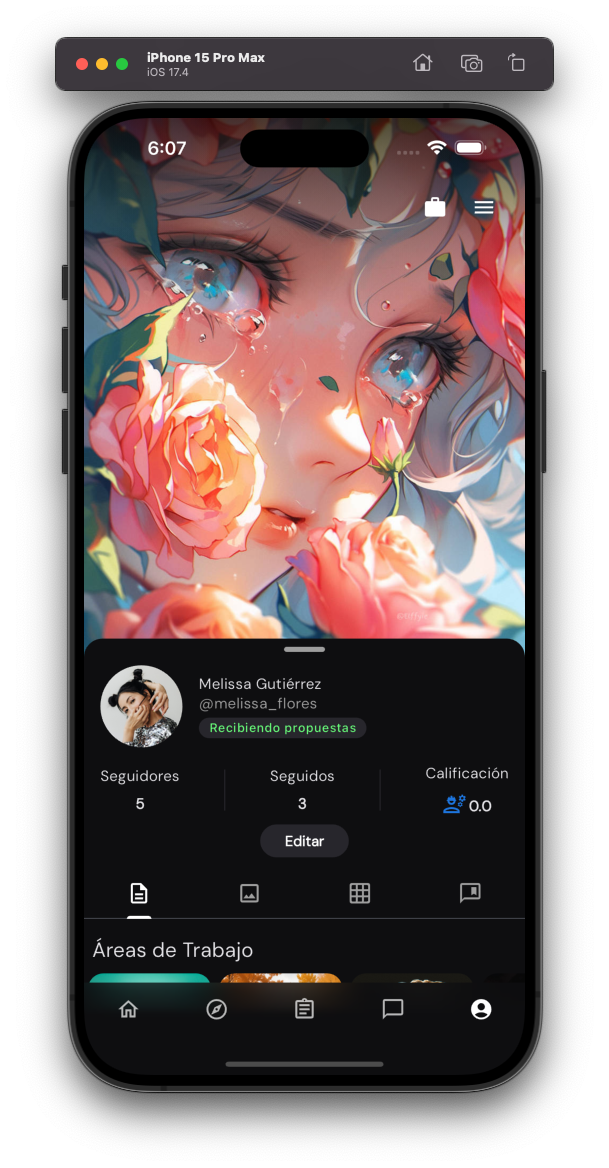 iPhone 15 Pro Max
iOS 17.4
6:07
Melissa Gutiérrez
@melissa_flores
Recibiendo propuestas
Seguidores
Seguidos
Calificación
5
3
0.0
Editar
Áreas de Trabajo